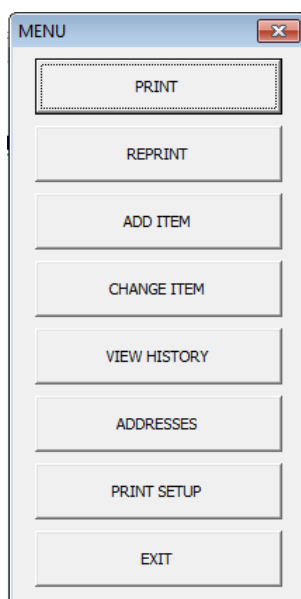 MENU
PRINT
REPRINT
ADD ITEM
CHANGE ITEM
VIEW HISTORY
ADDRESSES
PRINT SETUP
EXIT